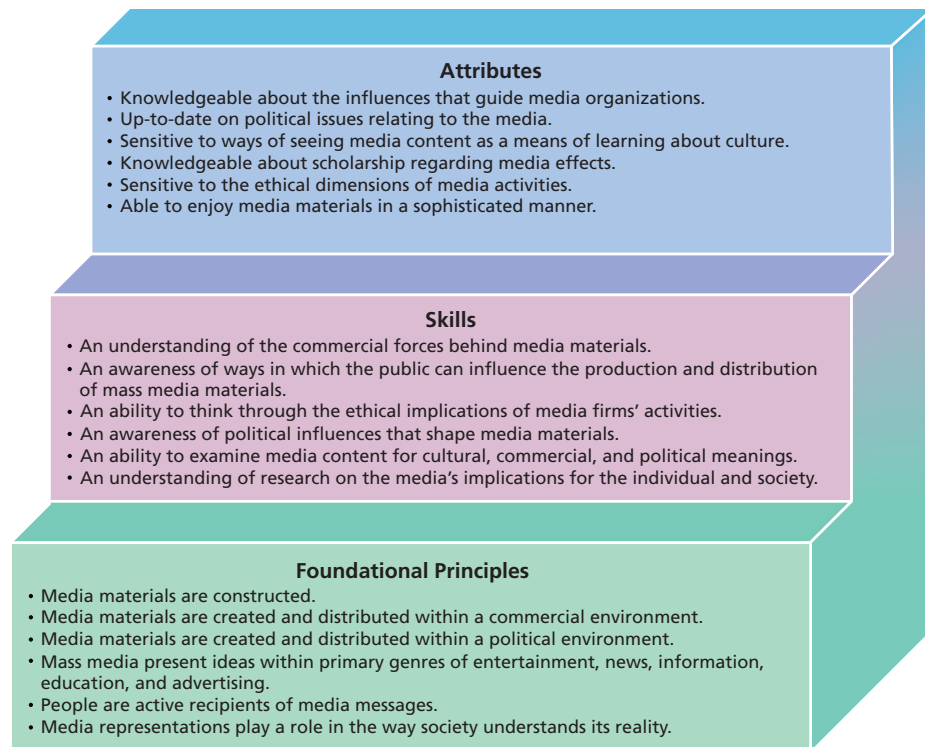 Attributes
• Knowledgeable about the influences that guide media organizations.
• Up-to-date on political issues relating to the media.
• Sensitive to ways of seeing media content as a means of learning about culture.
• Knowledgeable about scholarship regarding media effects.
• Sensitive to the ethical dimensions of media activities.
• Able to enjoy media materials in a sophisticated manner.
Skills
• An understanding of the commercial forces behind media materials.
• An awareness of ways in which the public can influence the production and distribution
of mass media materials.
• An ability to think through the ethical implications of media firms’ activities.
• An awareness of political influences that shape media materials.
• An ability to examine media content for cultural, commercial, and political meanings.
• An understanding of research on the media’s implications for the individual and society.
Foundational Principles
• Media materials are constructed.
• Media materials are created and distributed within a commercial environment.
• Media materials are created and distributed within a political environment.
• Mass media present ideas within primary genres of entertainment, news, information,
education, and advertising.
• People are active recipients of media messages.
• Media representations play a role in the way society understands its reality.